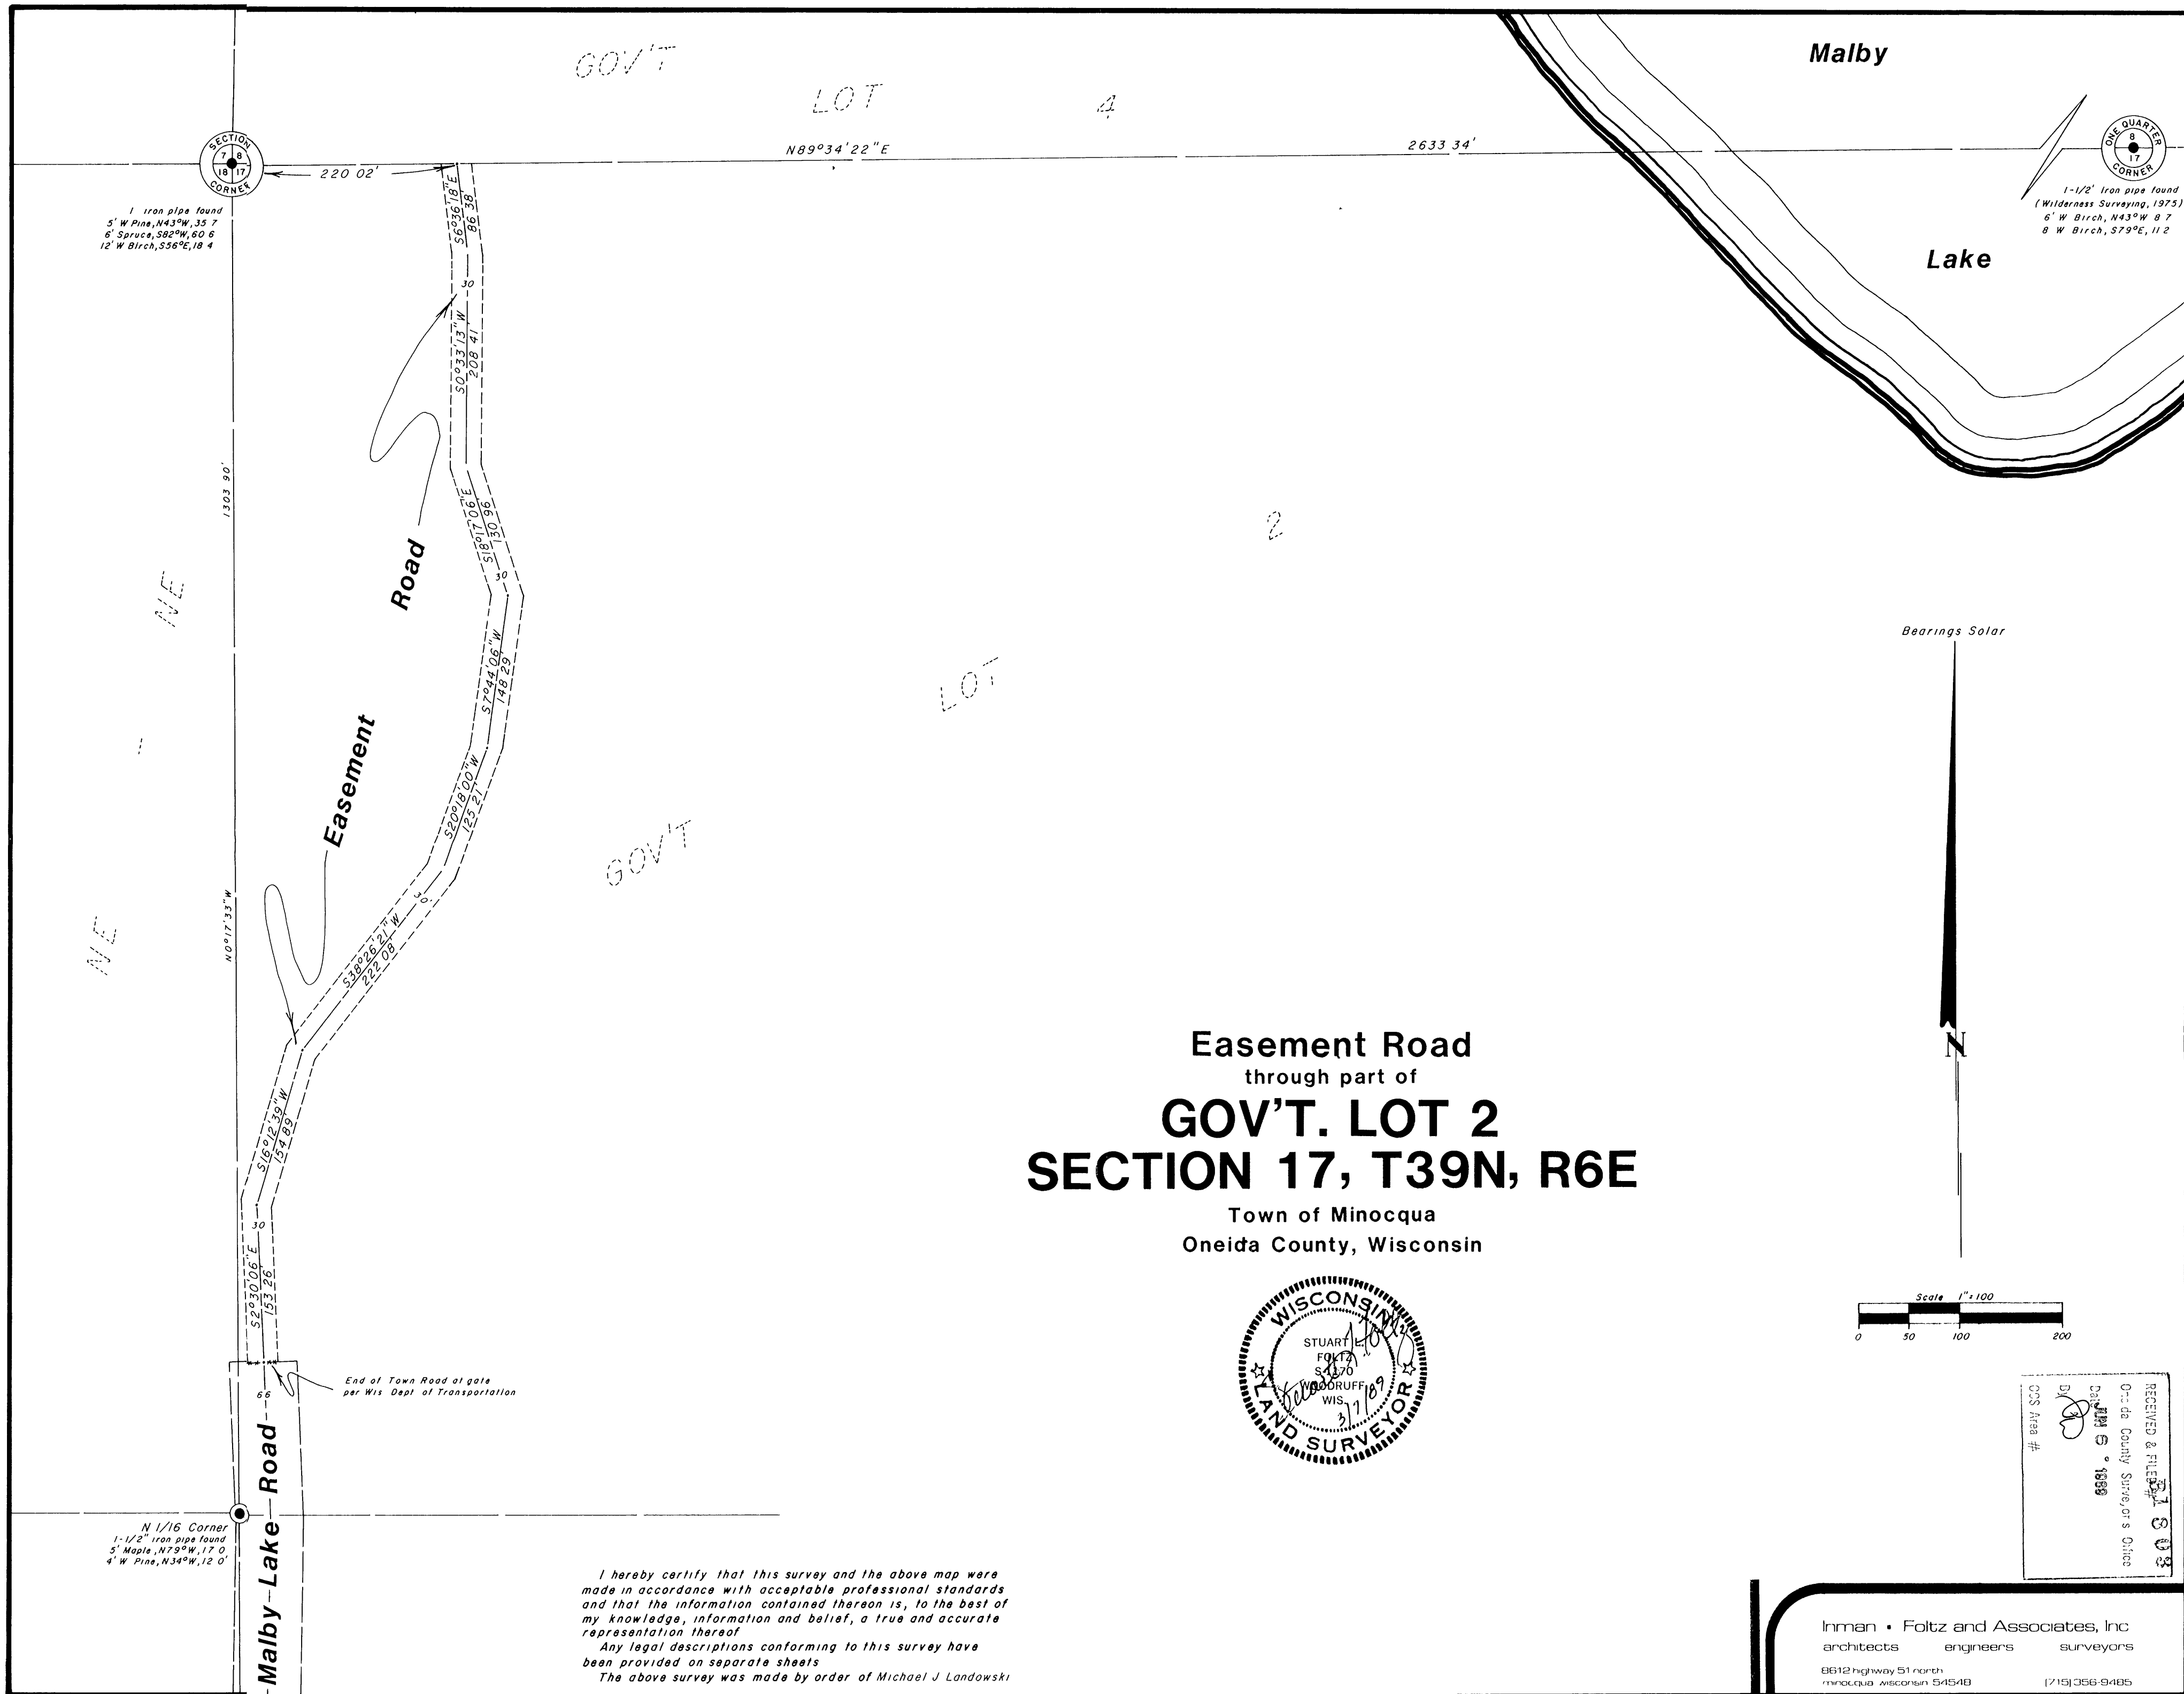 GOV'T
LOT
4
Malby
Lake
N89°34'22"E
2633 34'
SECTION
7 8
18 17
CORNER
220 02'
1 iron pipe found
5' W Pine, N43°W, 35 7
6' Spruce, S82°W, 60 6
12' W Birch, S56°E, 18 4
ONE QUARTER
8
17
CORNER
1-1/2' Iron pipe found
(Wilderness Surveying, 1975)
6' W Birch, N43°W 8 7
8 W Birch, S79°E, 11 2
S6°36'18"E
86 38'
30
S0°33'13"W
208 41'
1303 90'
S18°17'06"E
130 96'
30
2
NE
-
NE
Easement
Road
S7°44'06"W
148 29'
LOT
Bearings Solar
S20°18'00"W
125 21'
GOV'T
N0°17'33"W
30'
S38°26'21"W
222 08'
N
S16°12'39"W
154 89'
30
S2°30'06"E
153 26'
Easement Road
through part of
GOV'T. LOT 2
SECTION 17, T39N, R6E
Town of Minocqua
Oneida County, Wisconsin
WISCONSIN
STUART L.
FOLTZ
S-1170
WOODRUFF,
WIS.
3/7/89
LAND SURVEYOR
Scale 1"=100
0 50 100 200
End of Town Road at gate
per Wis Dept of Transportation
66
Malby Lake Road
N 1/16 Corner
1-1/2" iron pipe found
5' Maple, N79°W, 17 0
4' W Pine, N34°W, 12 0'
I hereby certify that this survey and the above map were
made in accordance with acceptable professional standards
and that the information contained thereon is, to the best of
my knowledge, information and belief, a true and accurate
representation thereof
Any legal descriptions conforming to this survey have
been provided on separate sheets
The above survey was made by order of Michael J Landowski
RECEIVED & FILED
Oneida County Surveyors Office
Date
By
CSS Area #
Inman • Foltz and Associates, Inc
architects engineers surveyors
8612 highway 51 north
minocqua wisconsin 54548 (715) 356-9485